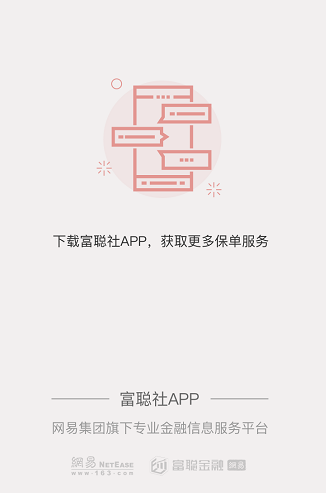 下载富聪社APP，获取更多保单服务
富聪社APP
网易集团旗下专业金融信息服务平台
网易 NETEASE 富聪金融 网易
www.163.com